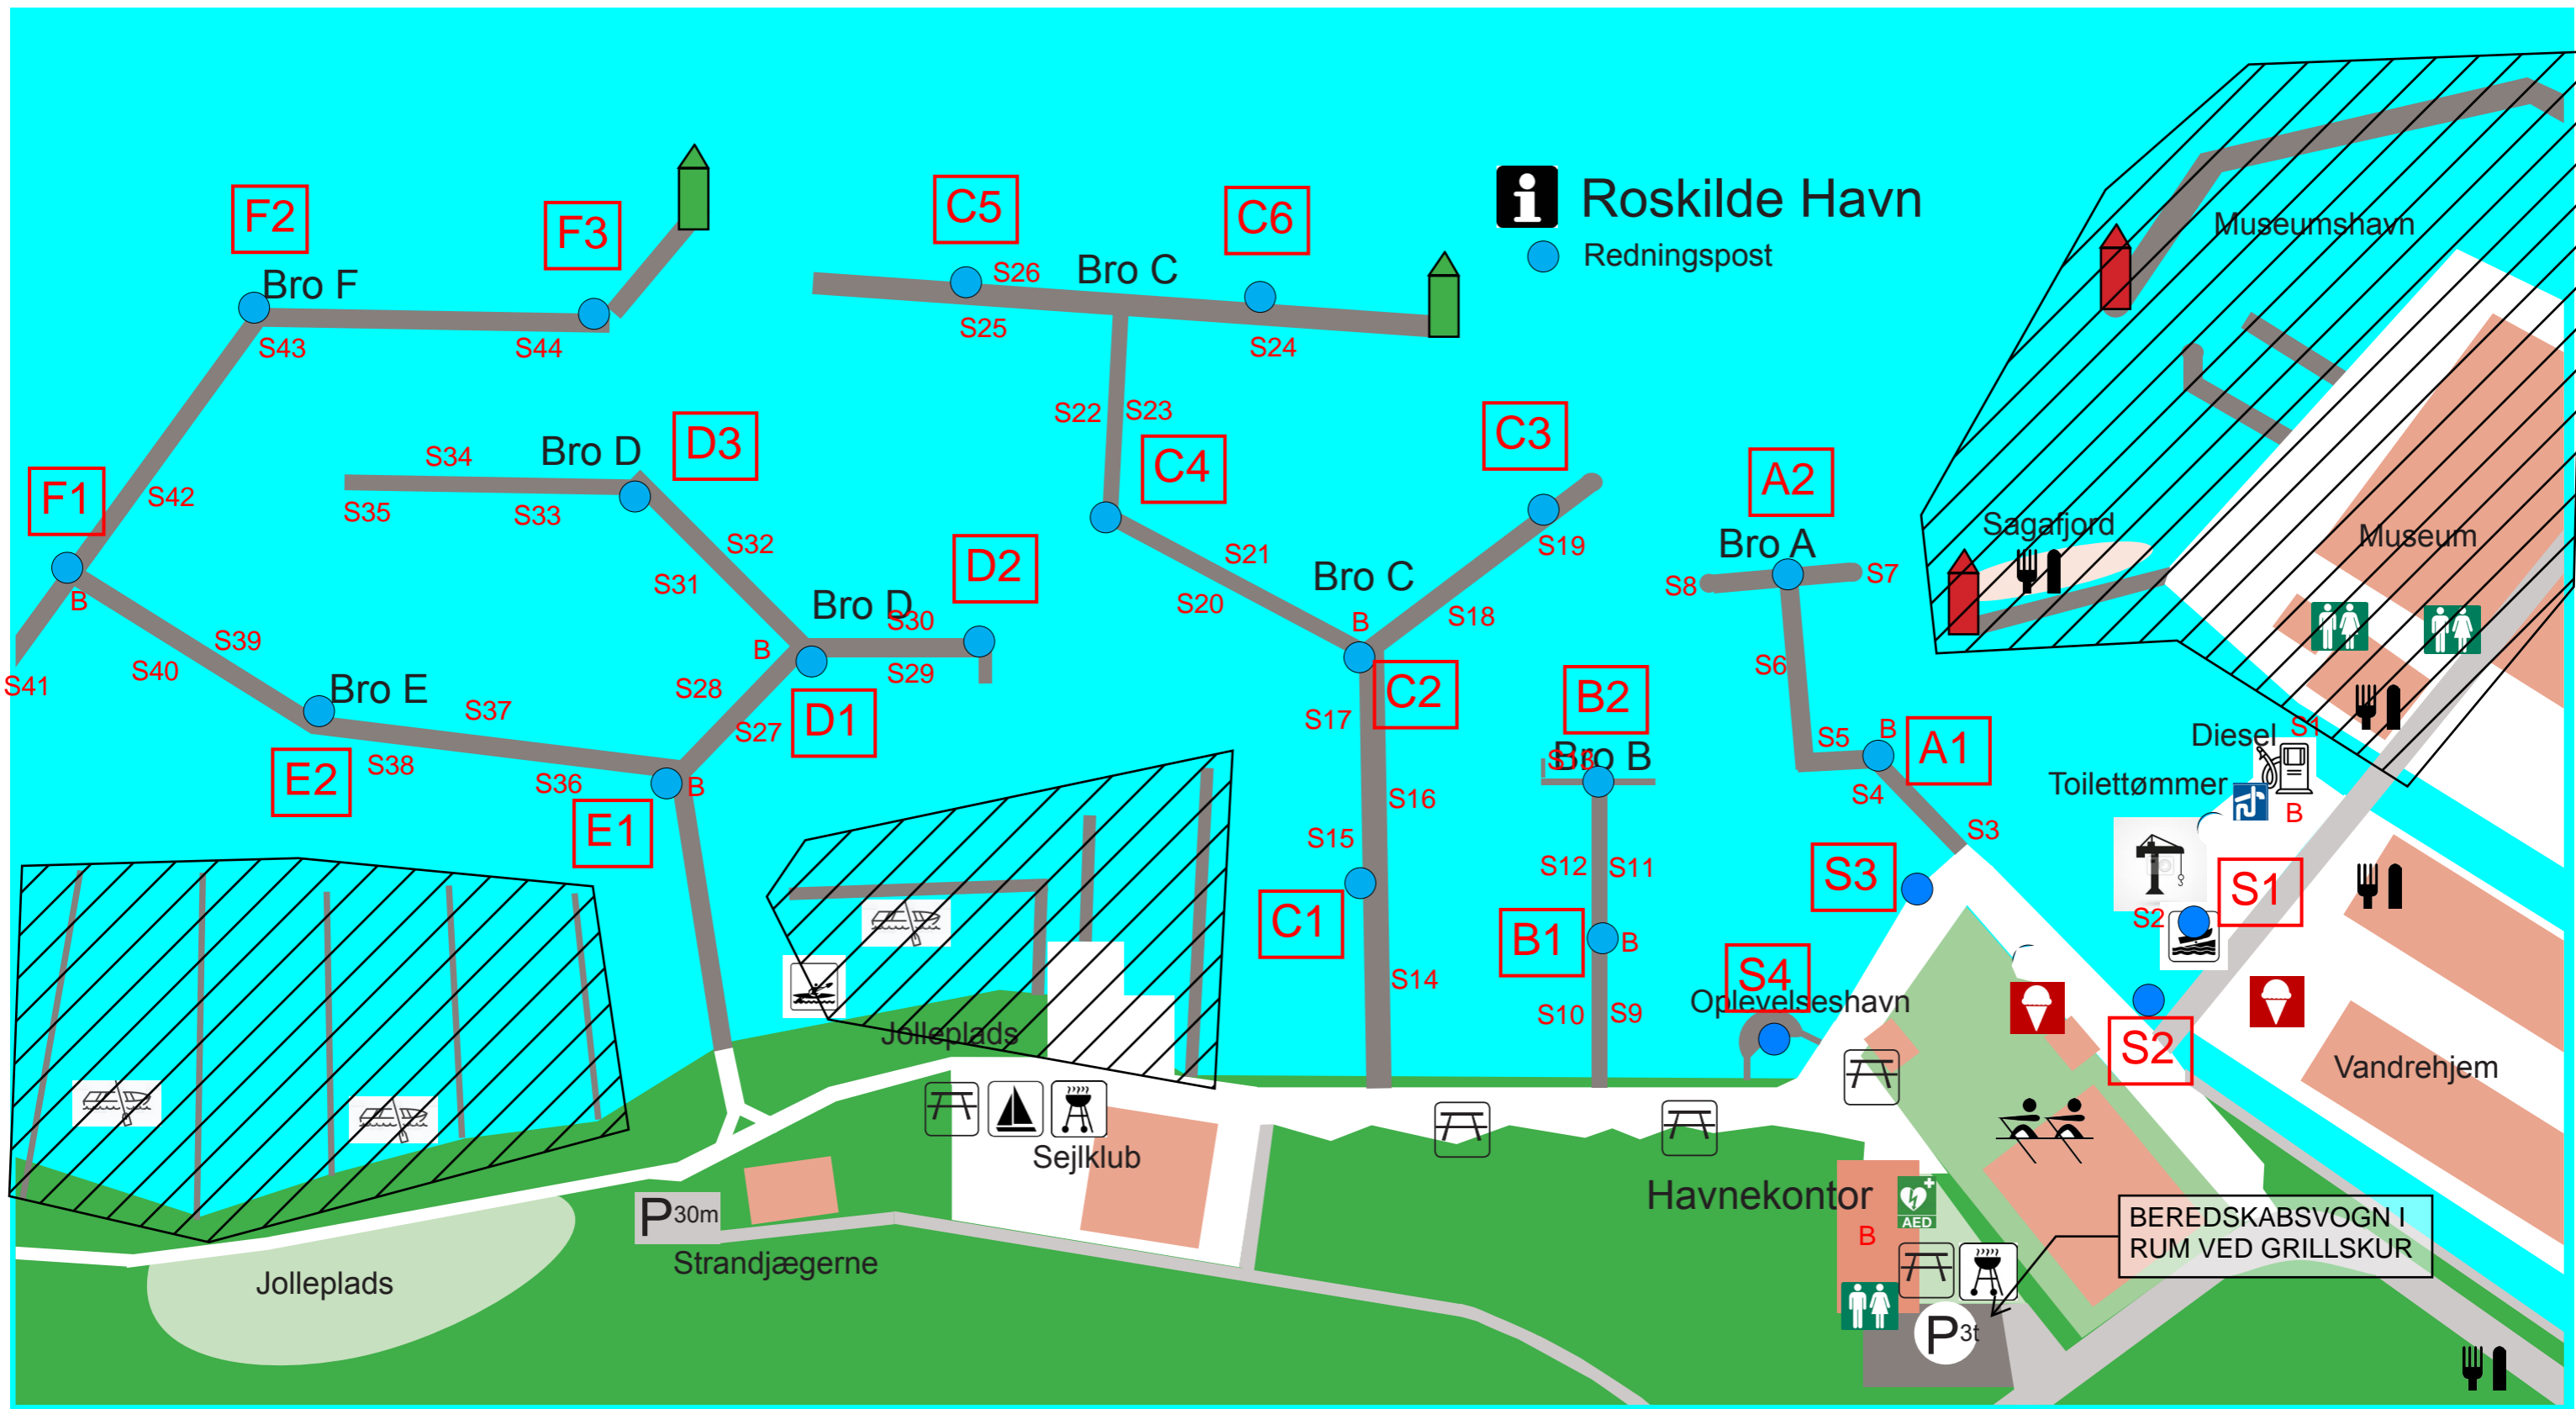 Roskilde Havn
Redningspost
F2
F3
C5
C6
Museumshavn
Bro F
S26
Bro C
S43
S44
S25
S24
F1
S42
S34
Bro D
D3
S35
S33
S22
S23
C4
C3
A2
Sagafjord
Museum
B
S32
S31
D2
S21
S20
Bro C
B
S19
S18
Bro A
S8
S7
S39
S40
S41
Bro D
S30
B
S29
S6
Bro E
S37
S28
S27
D1
S17
C2
B2
Bro B
S13
S5
B
A1
S4
S3
Diesel
S1
Toilettømmer
B
E2
S38
S36
B
E1
S16
S15
S12
S11
S3
S1
S2
C1
B1
B
S14
S10
S9
S4
Oplevelseshavn
S2
Jolleplads
Vandrehjem
Sejlklub
Havnekontor
AED
B
P30m
Strandjægerne
Jolleplads
BEREDSKABSVOGN I
RUM VED GRILLSKUR
P3t